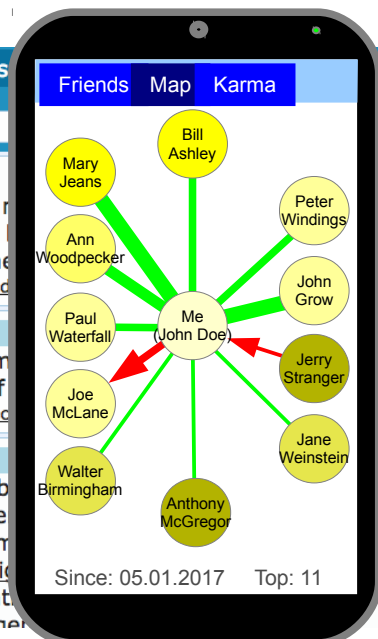 Friends Map Karma
Bill
Ashley
Mary
Jeans
Peter
Windings
Ann
Woodpecker
John
Grow
Me
(John Doe)
Paul
Waterfall
Jerry
Stranger
Joe
McLane
Jane
Weinstein
Walter
Birmingham
Anthony
McGregor
Since: 05.01.2017 Top: 11